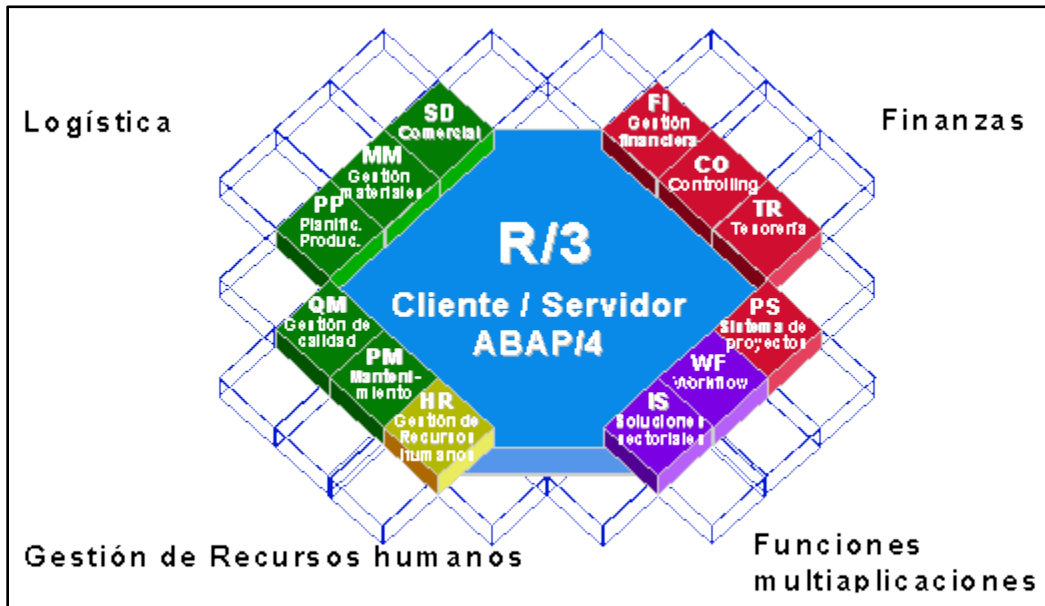 Logística
Finanzas
SD
Comercial
MM
Gestión
materiales
PP
Planific.
Produc.
FI
Gestión
financiera
CO
Controlling
TR
Tesorería
R/3
Cliente / Servidor
ABAP/4
QM
Gestión de
calidad
PM
Manteni-
miento
HR
Gestión de
Recursos
humanos
PS
Sistema de
proyectos
WF
Workflow
IS
Soluciones
sectoriales
Gestión de Recursos humanos
Funciones
multiaplicaciones